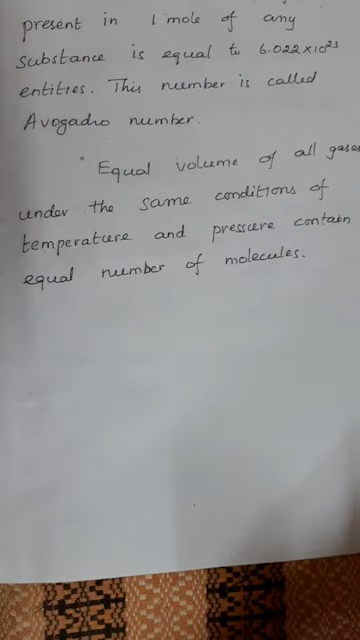 present in 1 mole of any
Substance is equal to 6.022×10²³
entities. This number is called
Avogadro number.
" Equal volume of all gases
under the same conditions of
temperature and pressure contain
equal number of molecules.